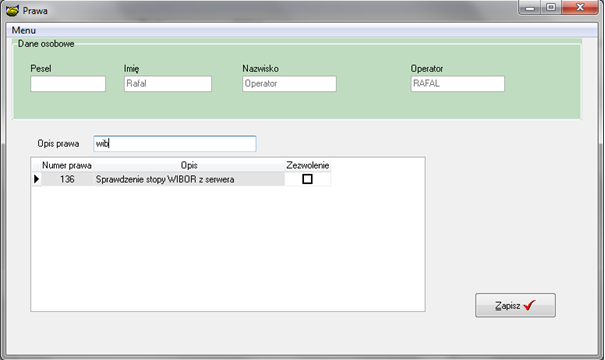 Prawa
Menu
Dane osobowe
Pesel Imię Nazwisko Operator
Rafal Operator RAFAL
Opis prawa wib
Numer prawa Opis Zezwolenie
136 Sprawdzenie stopy WIBOR z serwera
Zapisz